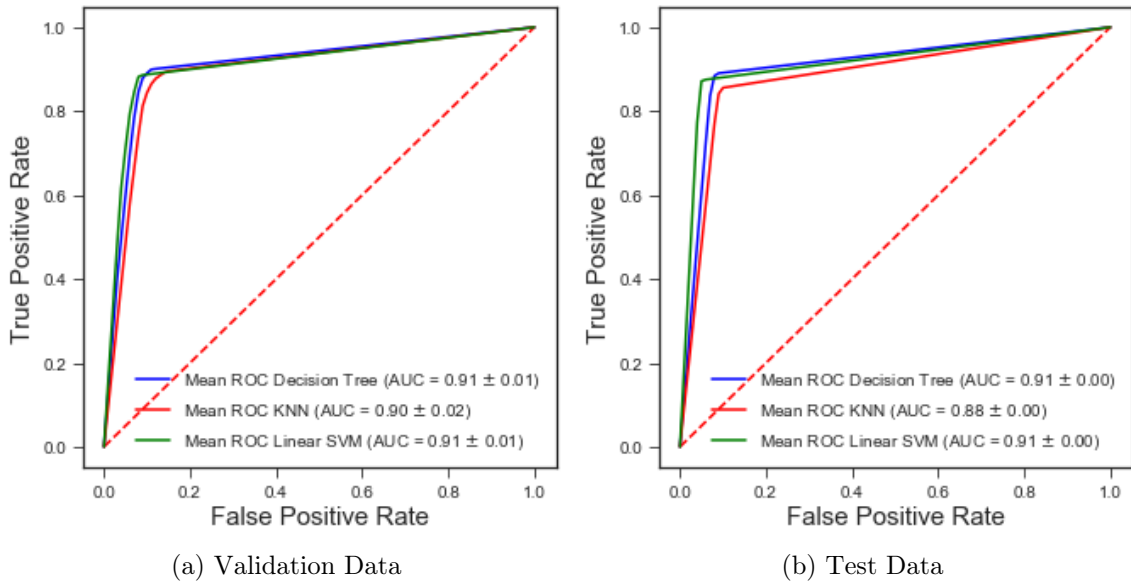 True Positive Rate
1.0
0.8
0.6
0.4
0.2
0.0
Mean ROC Decision Tree (AUC = 0.91 ± 0.01)
Mean ROC KNN (AUC = 0.90 ± 0.02)
Mean ROC Linear SVM (AUC = 0.91 ± 0.01)
0.0 0.2 0.4 0.6 0.8 1.0
False Positive Rate
(a) Validation Data
True Positive Rate
1.0
0.8
0.6
0.4
0.2
0.0
Mean ROC Decision Tree (AUC = 0.91 ± 0.00)
Mean ROC KNN (AUC = 0.88 ± 0.00)
Mean ROC Linear SVM (AUC = 0.91 ± 0.00)
0.0 0.2 0.4 0.6 0.8 1.0
False Positive Rate
(b) Test Data